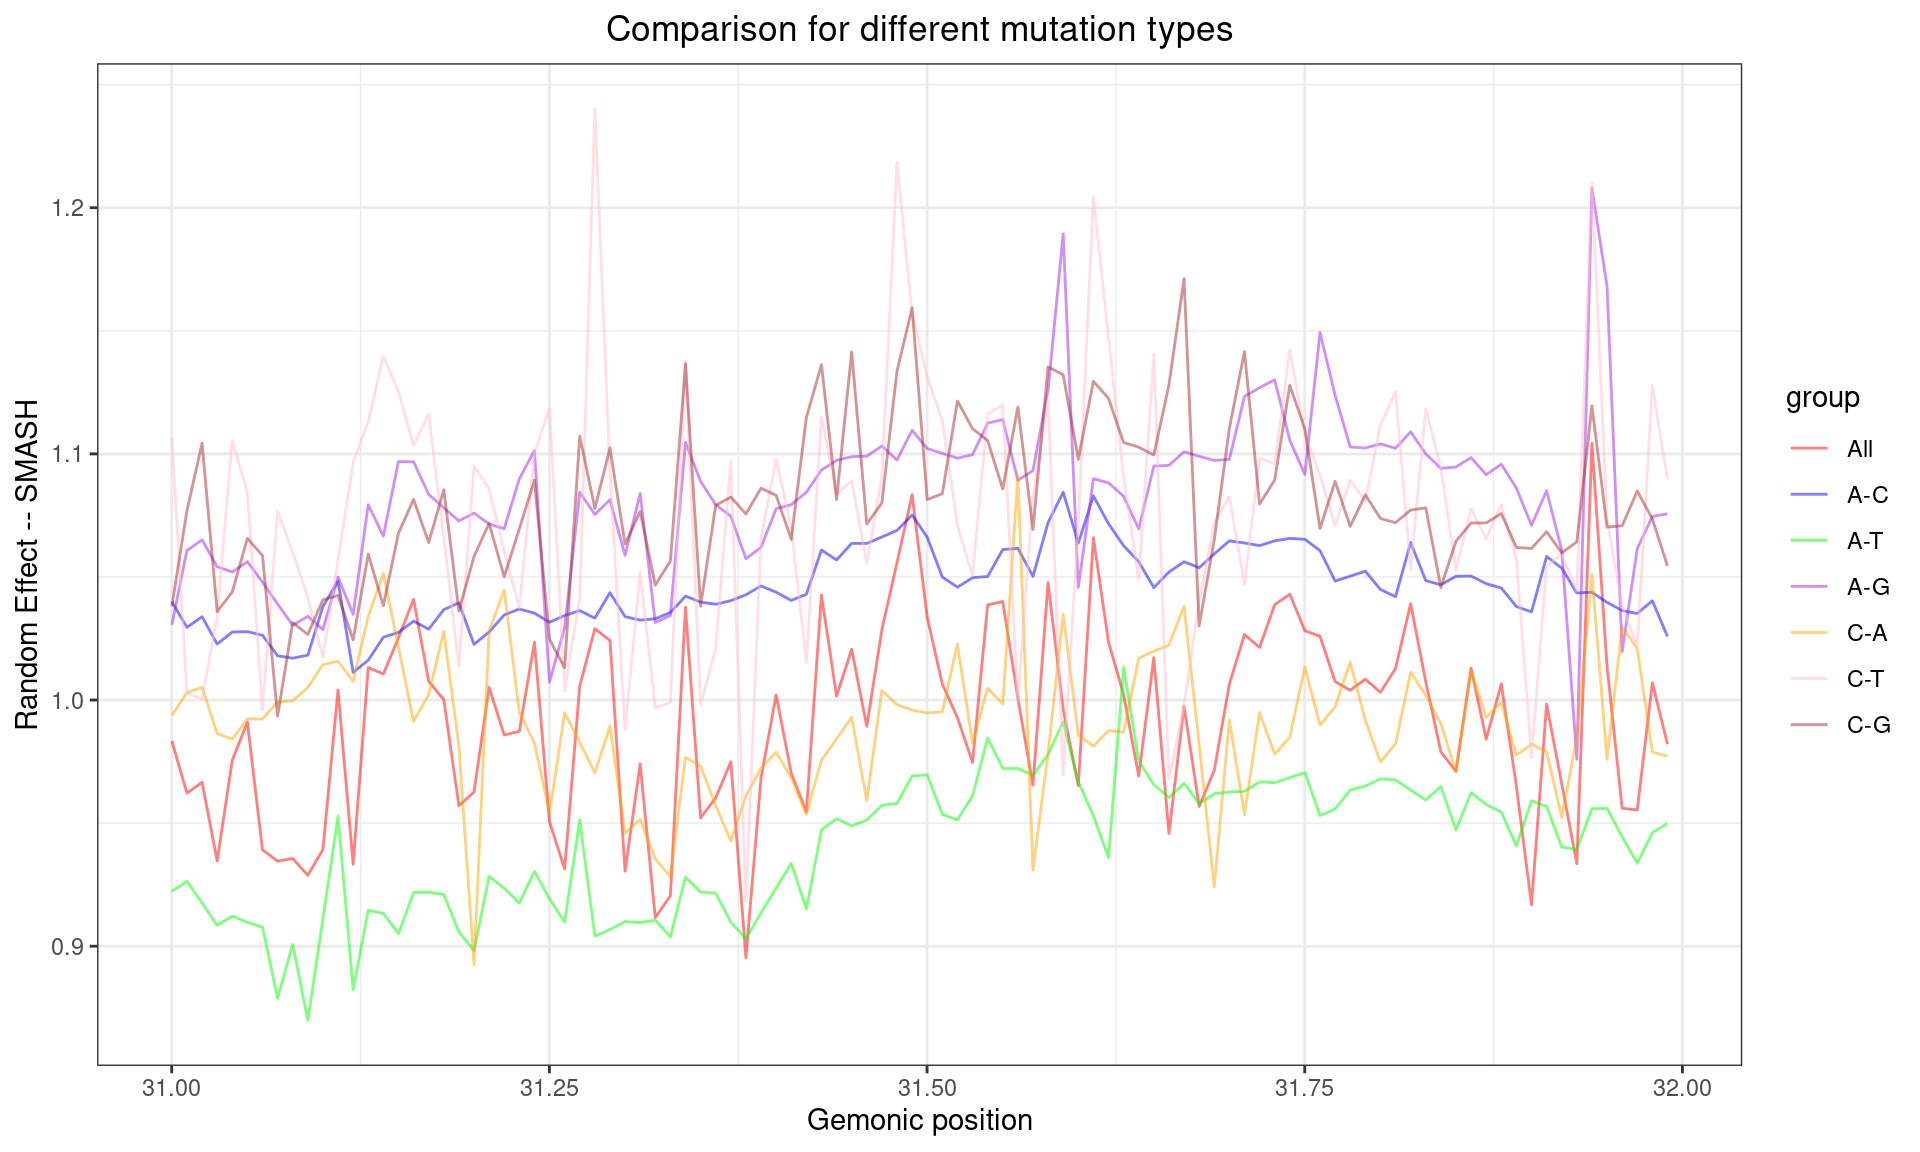 Comparison for different mutation types
Random Effect -- SMASH
1.2
1.1
1.0
0.9
31.00 31.25 31.50 31.75 32.00
Gemonic position
group
All
A-C
A-T
A-G
C-A
C-T
C-G